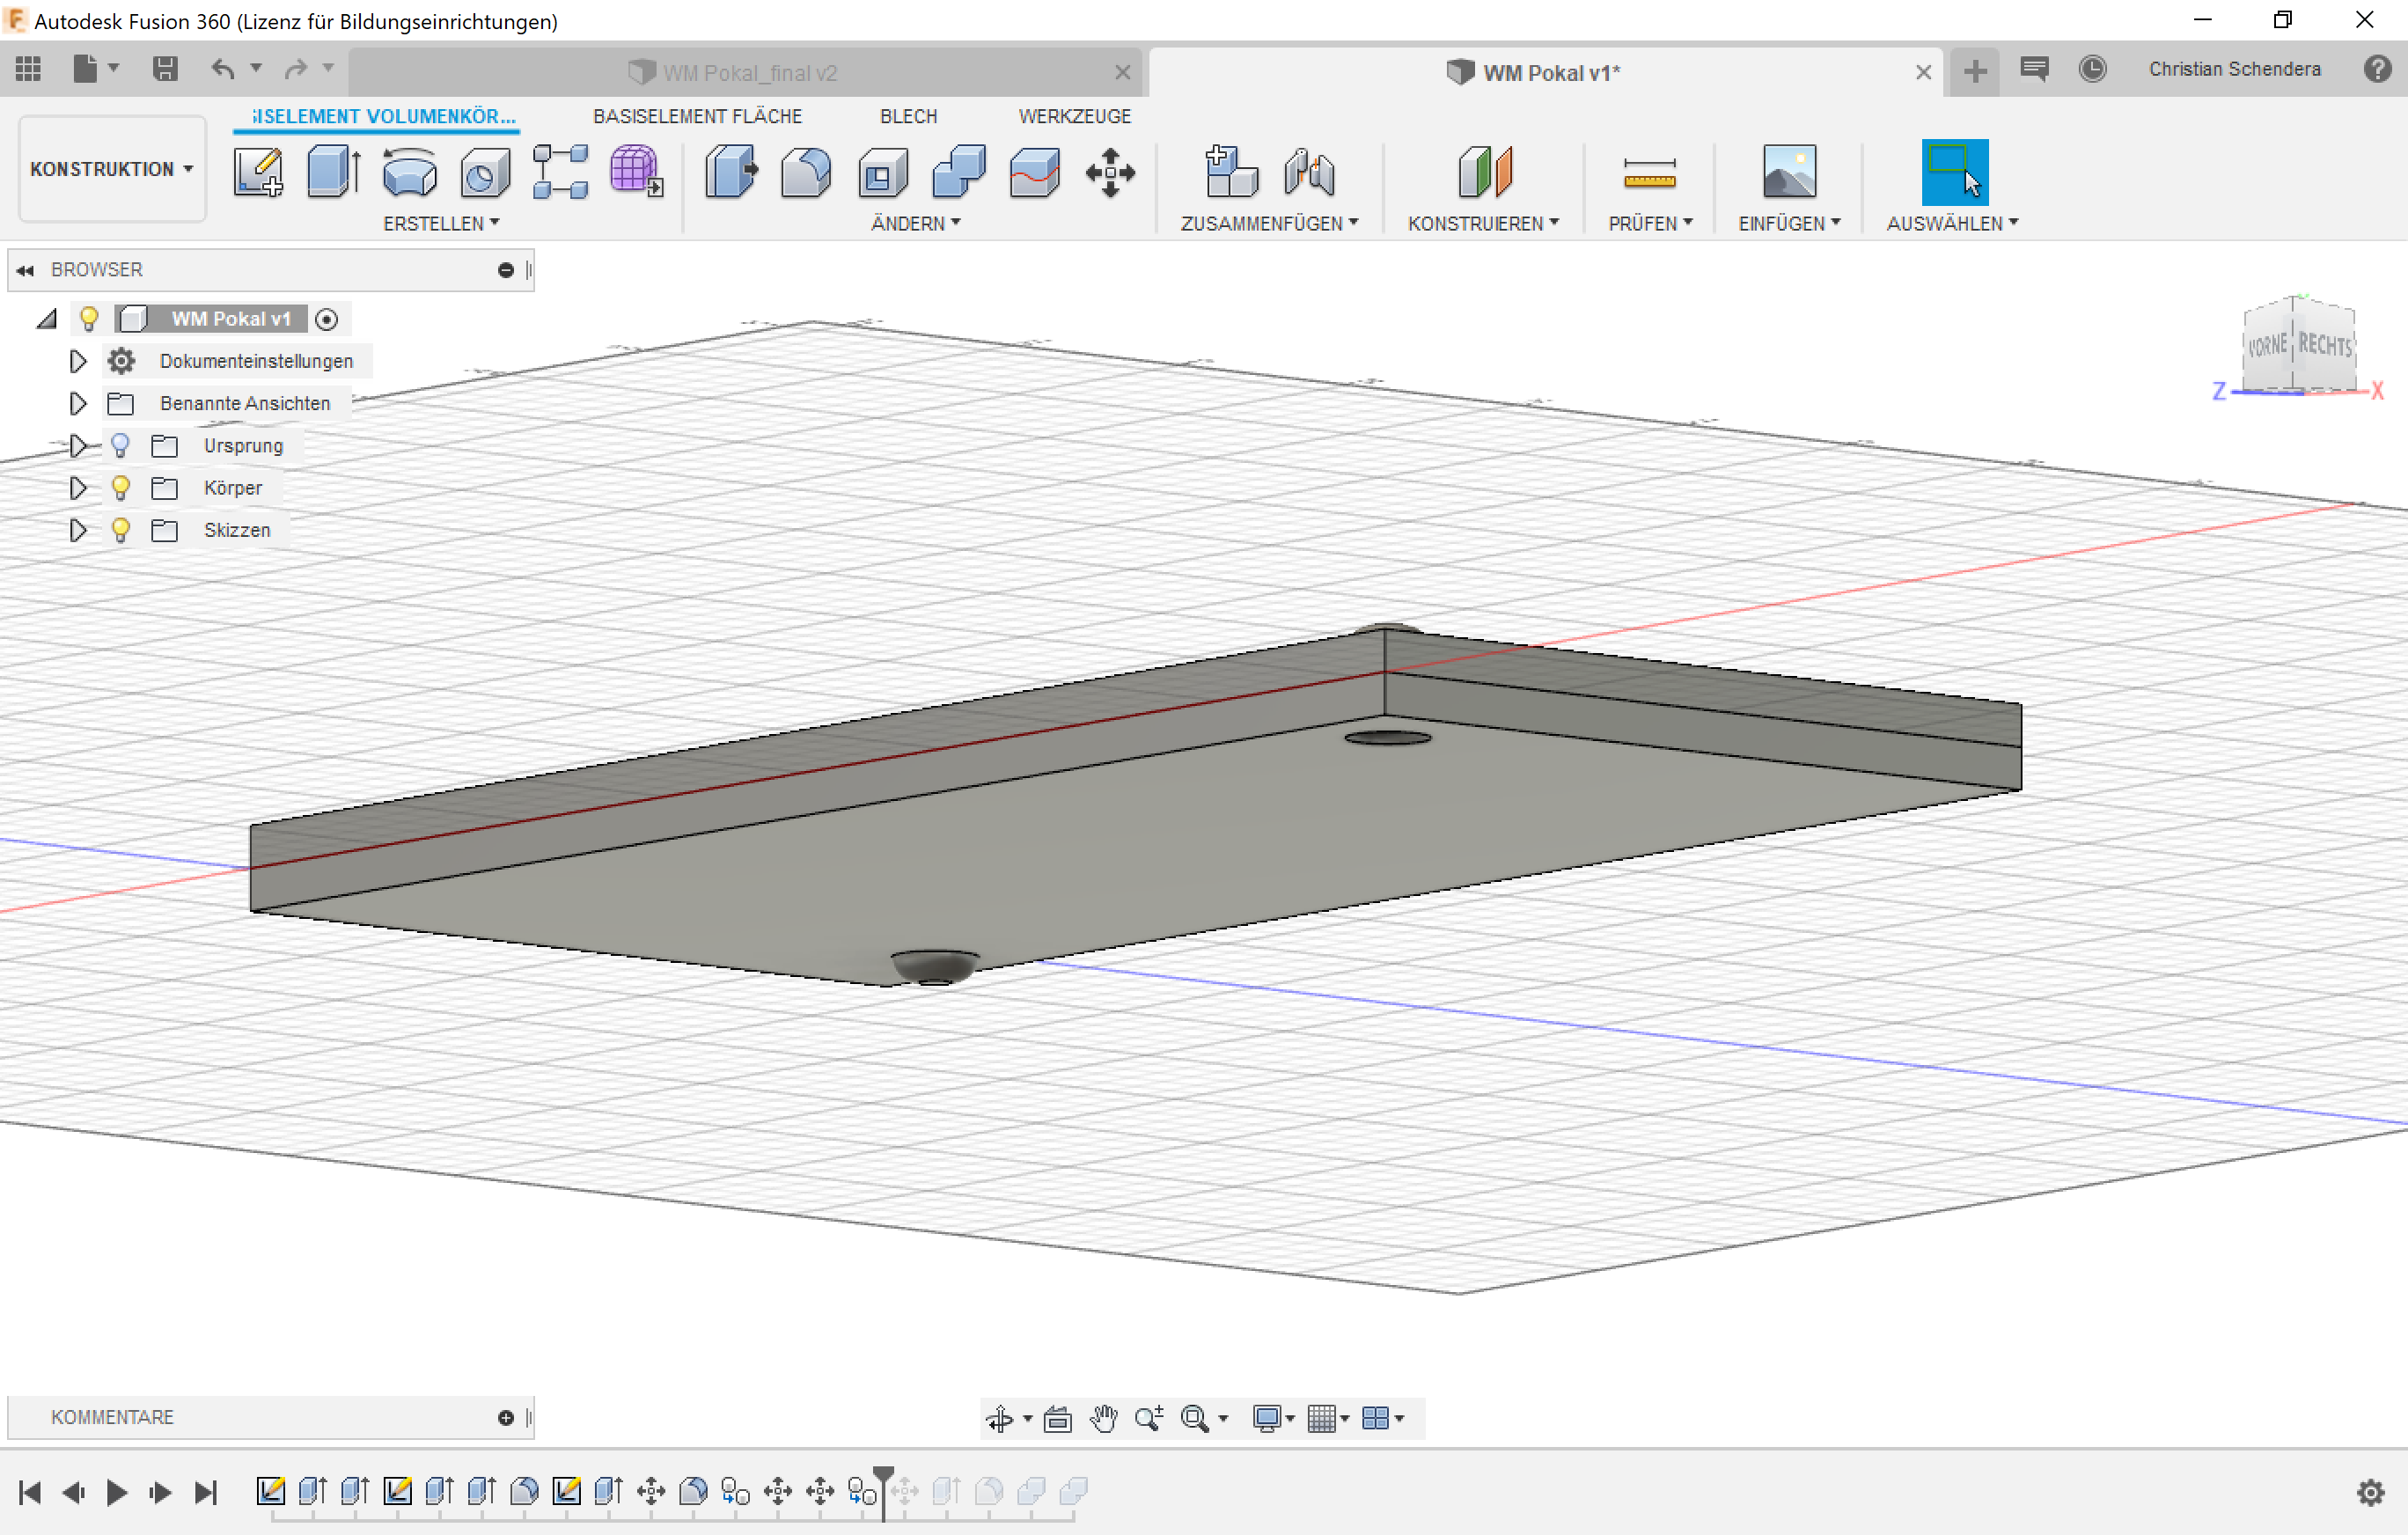 Autodesk Fusion 360 (Lizenz für Bildungseinrichtungen)
WM Pokal_final v2
WM Pokal v1*
Christian Schendera
ISELEMENT VOLUMENKÖR...
BASISELEMENT FLÄCHE
BLECH
WERKZEUGE
KONSTRUKTION
ERSTELLEN
ÄNDERN
ZUSAMMENFÜGEN
KONSTRUIEREN
PRÜFEN
EINFÜGEN
AUSWÄHLEN
BROWSER
WM Pokal v1
Dokumenteinstellungen
Benannte Ansichten
Ursprung
Körper
Skizzen
VORNE RECHTS
Z X
KOMMENTARE